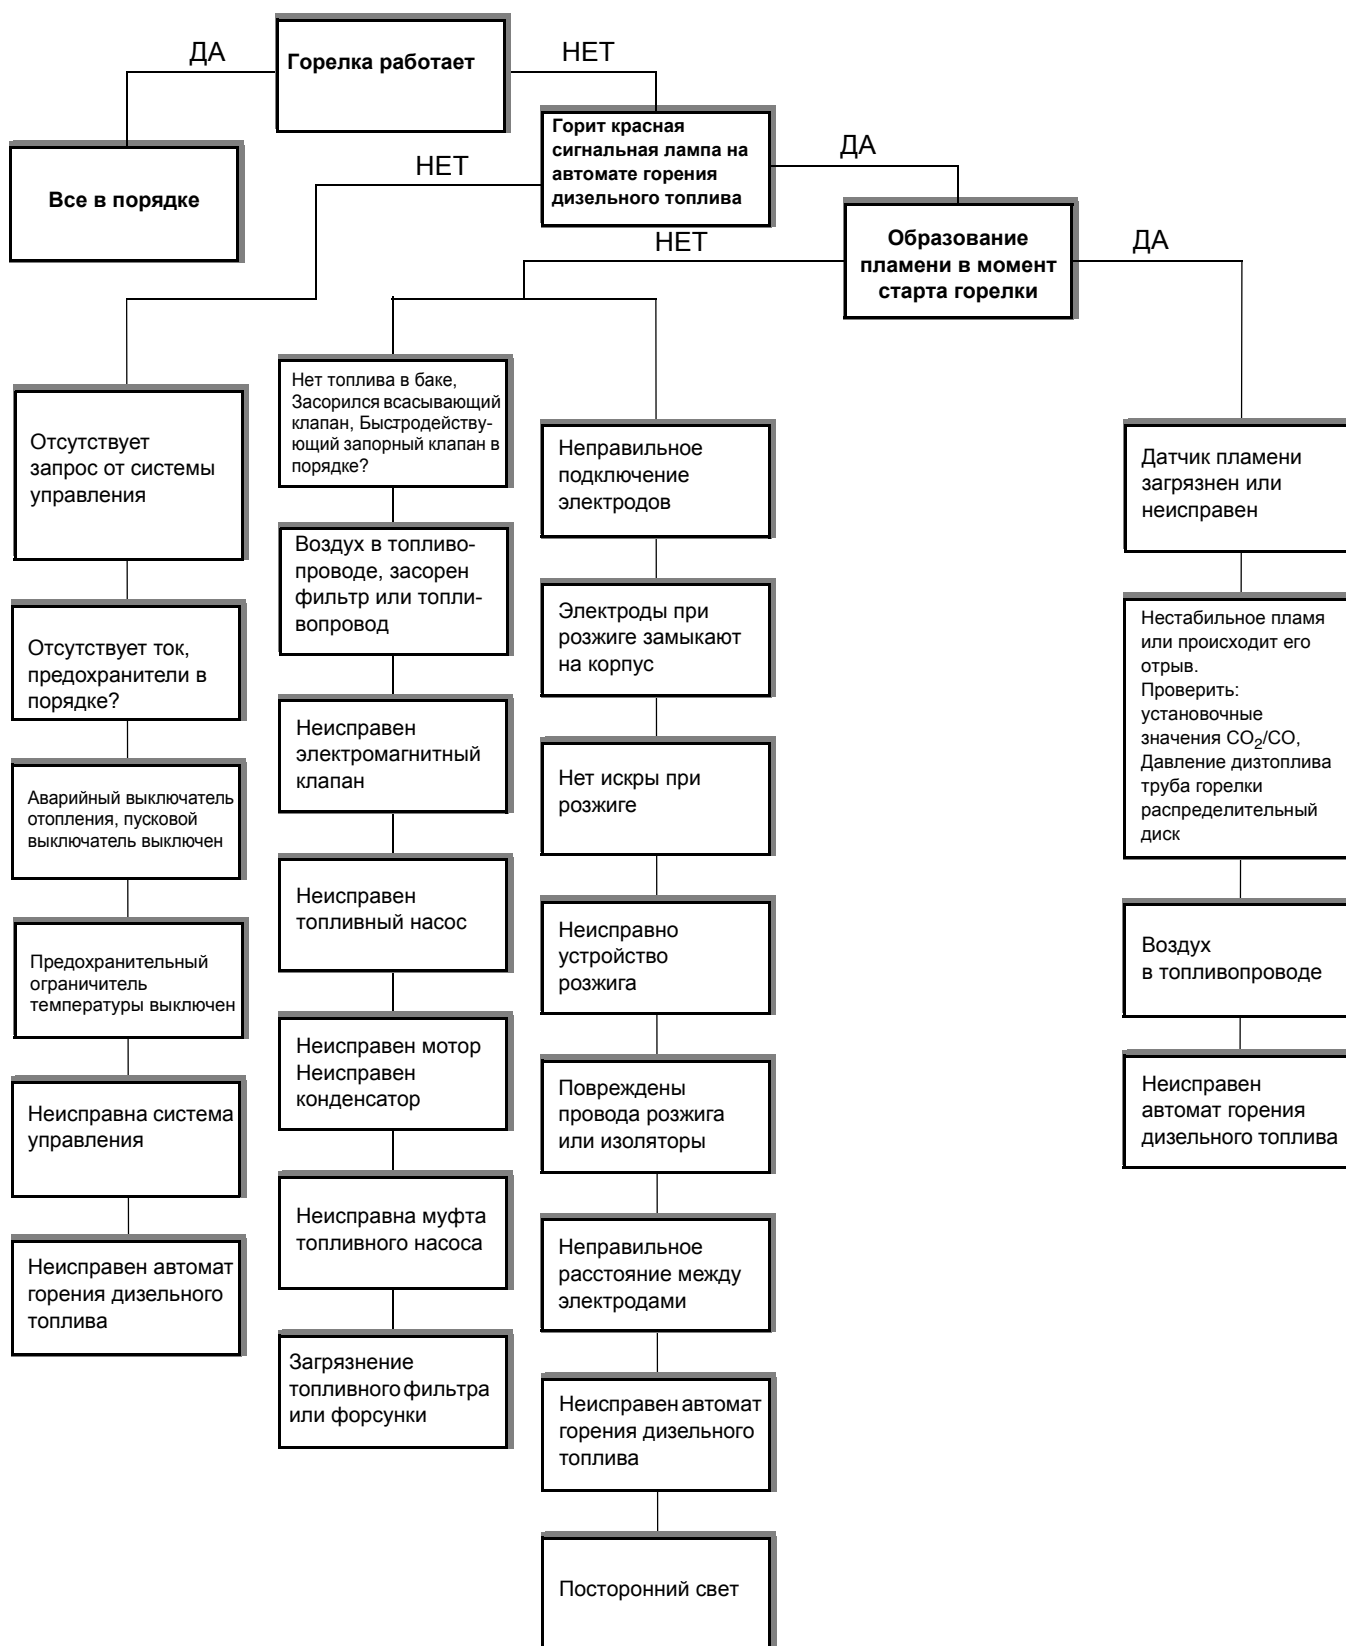 ДА
Горелка работает
НЕТ
Все в порядке
НЕТ
Горит красная
сигнальная лампа на
автомате горения
дизельного топлива
ДА
НЕТ
Образование
пламени в момент
старта горелки
ДА
Отсутствует
запрос от системы
управления
Отсутствует ток,
предохранители в
порядке?
Аварийный выключатель
отопления, пусковой
выключатель выключен
Предохранительный
ограничитель
температуры выключен
Неисправна система
управления
Неисправен автомат
горения дизельного
топлива
Нет топлива в баке,
Засорился всасывающий
клапан, Быстродейству-
ющий запорный клапан в
порядке?
Воздух в топливо-
проводе, засорен
фильтр или топли-
вопровод
Неисправен
электромагнитный
клапан
Неисправен
топливный насос
Неисправен мотор
Неисправен
конденсатор
Неисправна муфта
топливного насоса
Загрязнение
топливного фильтра
или форсунки
Неправильное
подключение
электродов
Электроды при
розжиге замыкают
на корпус
Нет искры при
розжиге
Неисправно
устройство
розжига
Повреждены
провода розжига
или изоляторы
Неправильное
расстояние между
электродами
Неисправен автомат
горения дизельного
топлива
Посторонний свет
Датчик пламени
загрязнен или
неисправен
Нестабильное пламя
или происходит его
отрыв.
Проверить:
установочные
значения CO₂/CO,
Давление дизтоплива
труба горелки
распределительный
диск
Воздух
в топливопроводе
Неисправен
автомат горения
дизельного топлива